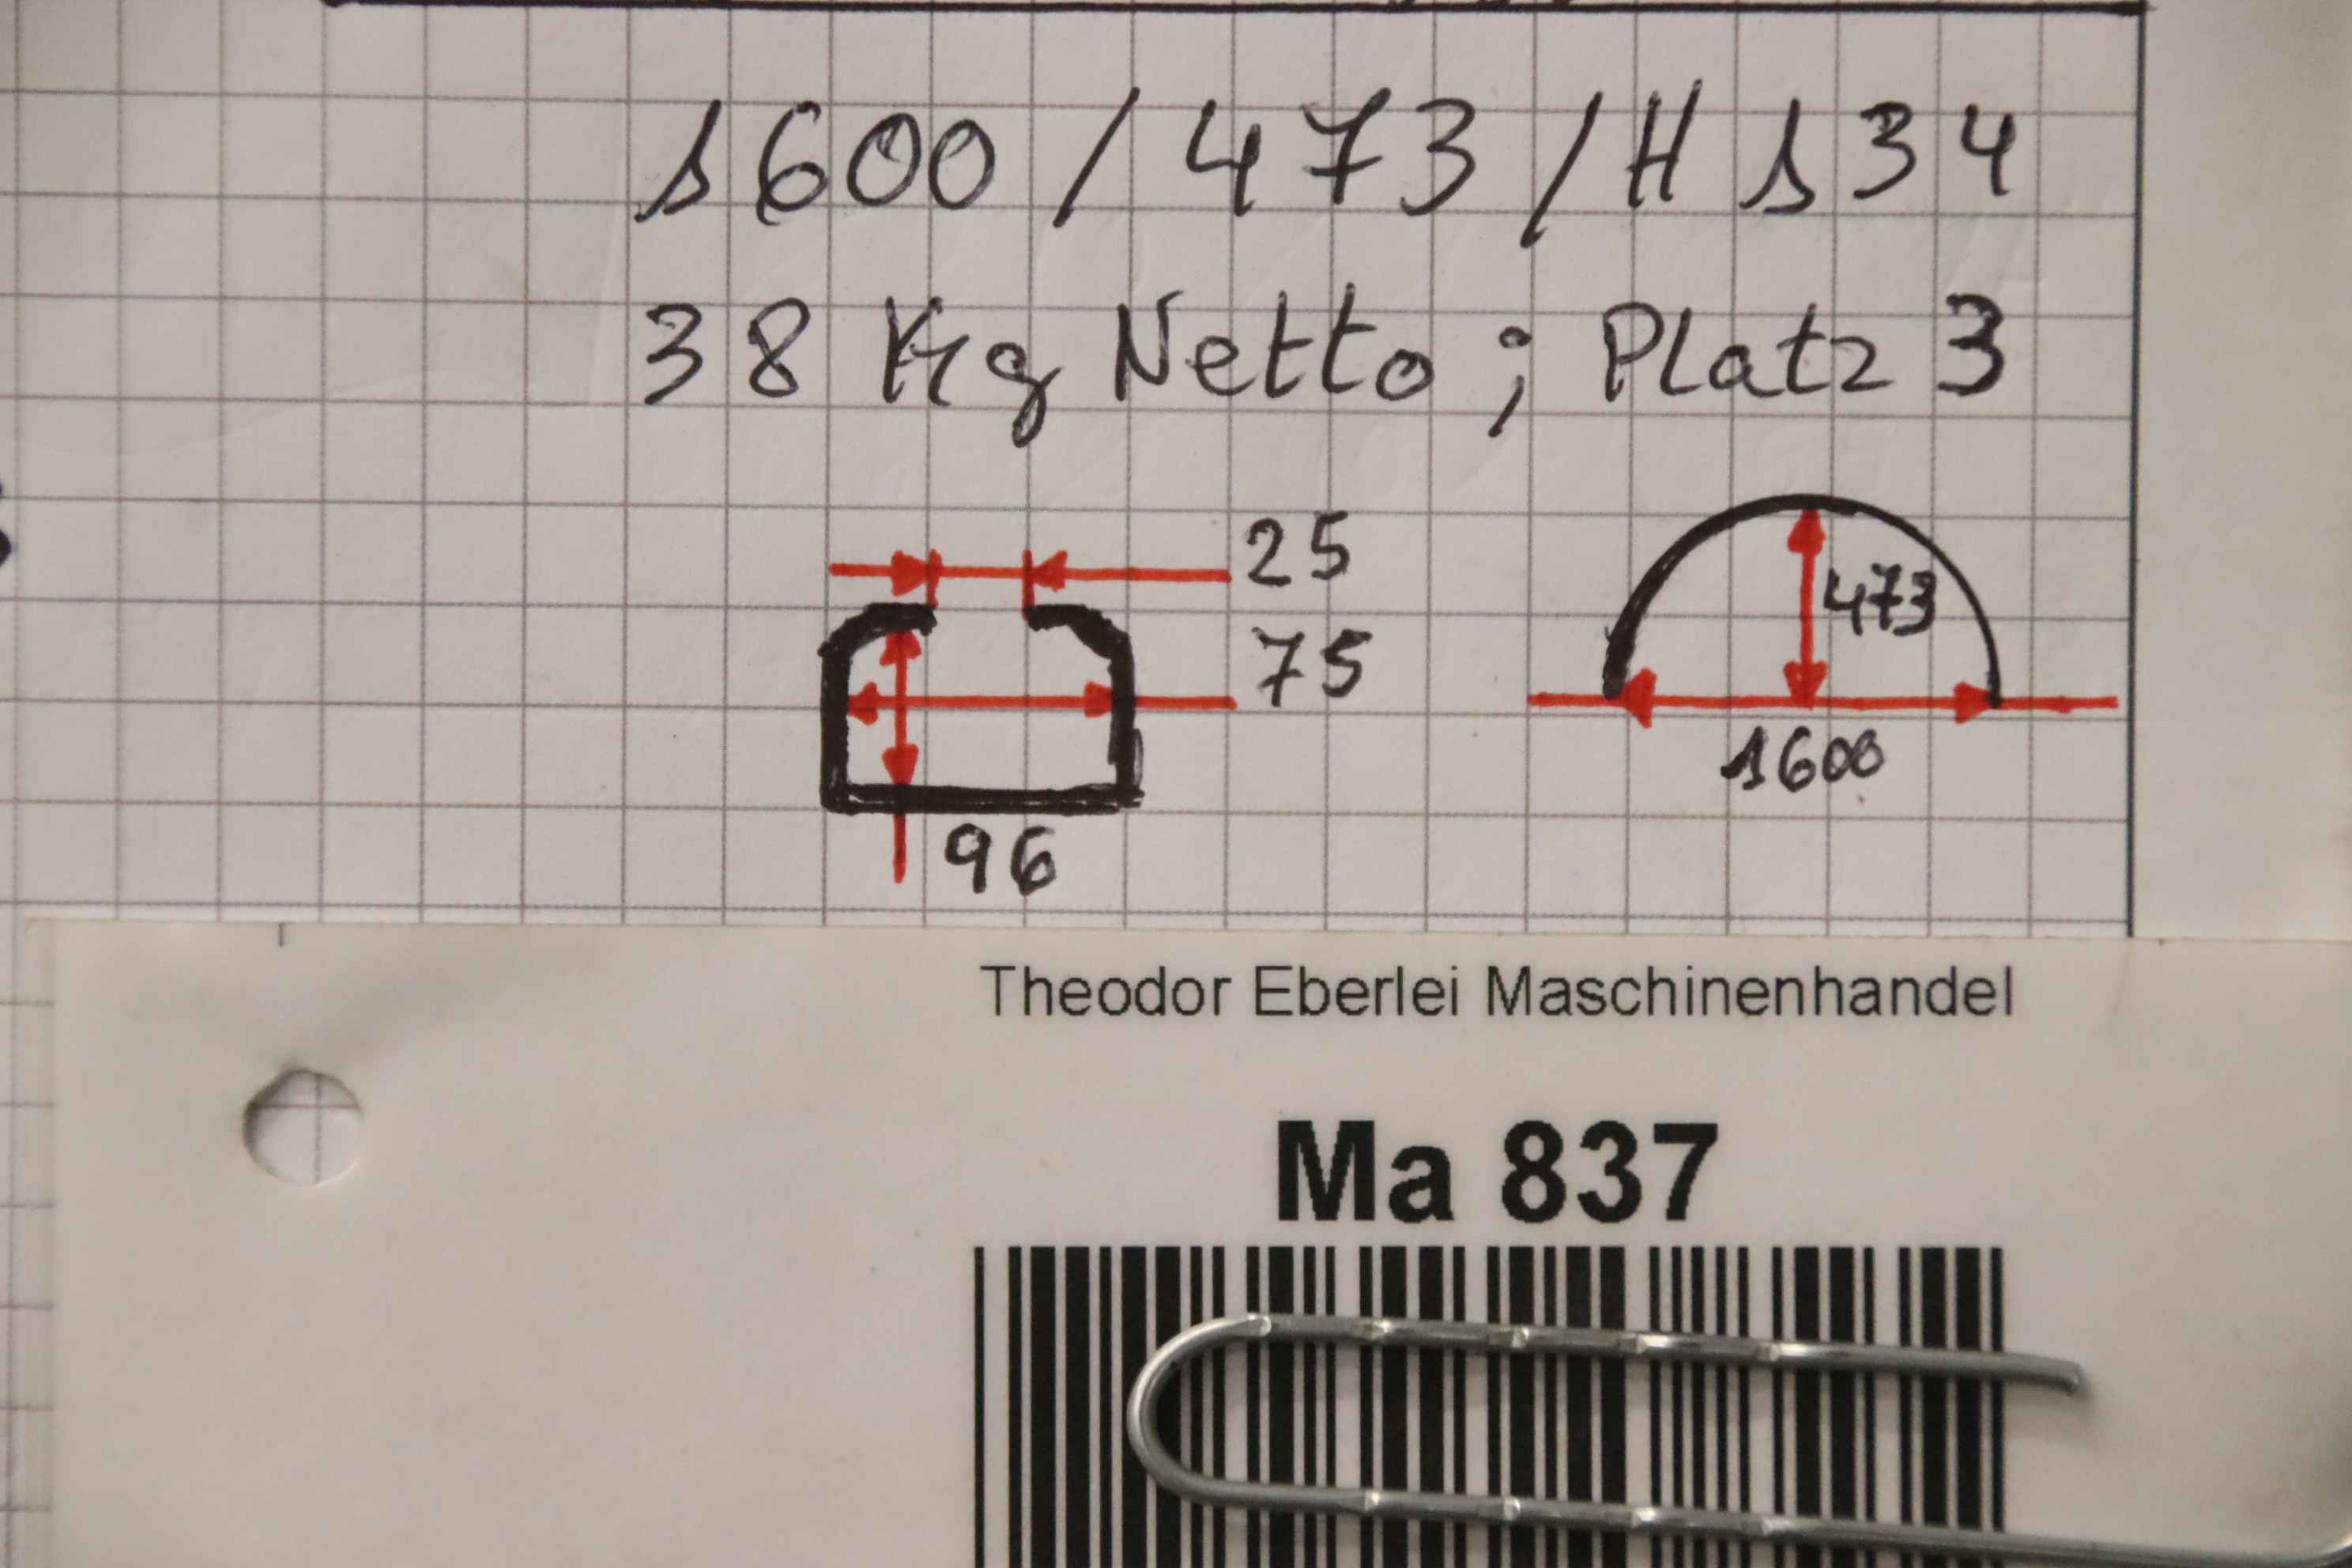 1600 / 473 / H 134
38 Kg Netto ; Platz 3
25
75
96
473
1600
Theodor Eberlei Maschinenhandel
Ma 837